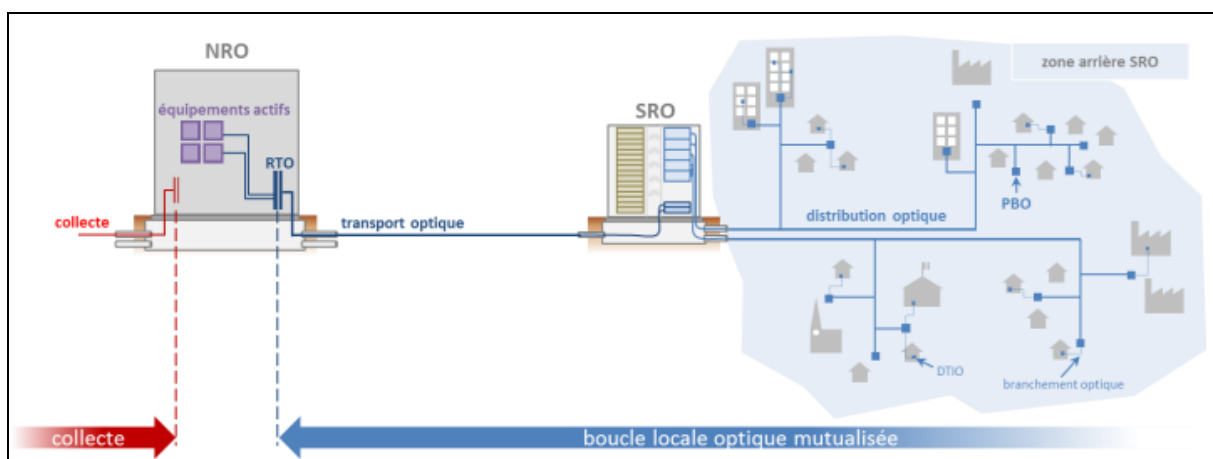 NRO
équipements actifs
RTO
collecte
transport optique
SRO
zone arrière SRO
distribution optique
PBO
DTIO
branchement optique
collecte
boucle locale optique mutualisée